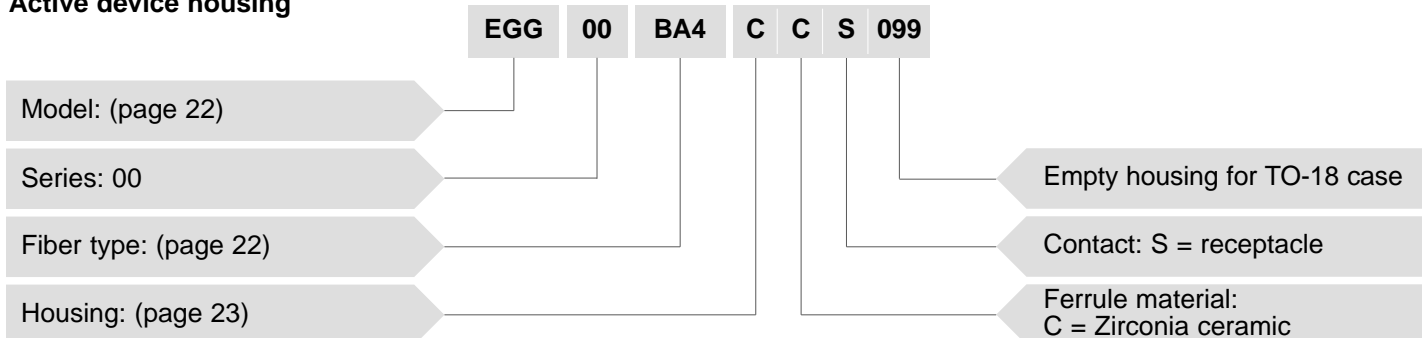 Active device housing
EGG 00 BA4 C C S 099
Model: (page 22)
Series: 00
Fiber type: (page 22)
Housing: (page 23)
Empty housing for TO-18 case
Contact: S = receptacle
Ferrule material:
C = Zirconia ceramic